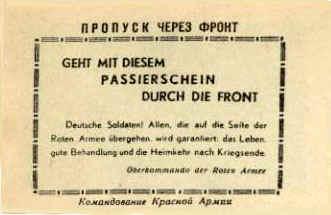 ПРОПУСК ЧЕРЕЗ ФРОНТ
GEHT MIT DIESEM
PASSIERSCHEIN
DURCH DIE FRONT
Deutsche Soldaten! Allen, die auf die Seite der
Roten Armee übergehen, wird garantiert: das Leben,
gute Behandlung und die Heimkehr nach Kriegsende.
Oberkommando der Roten Armee
Командование Красной Армии